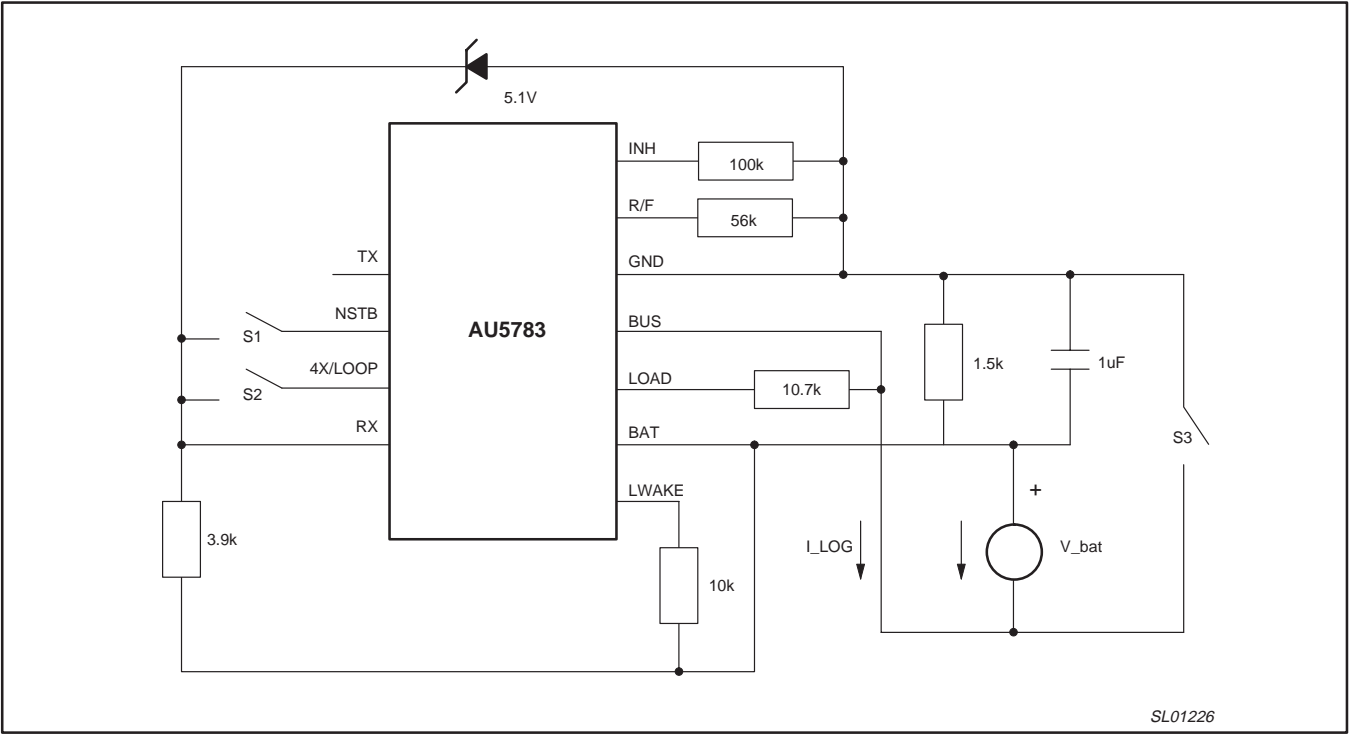 5.1V
INH
100k
R/F
56k
TX
GND
NSTB
S1
AU5783
BUS
4X/LOOP
S2
LOAD
10.7k
1.5k
1uF
RX
BAT
S3
LWAKE
+
3.9k
I_LOG
V_bat
10k
SL01226